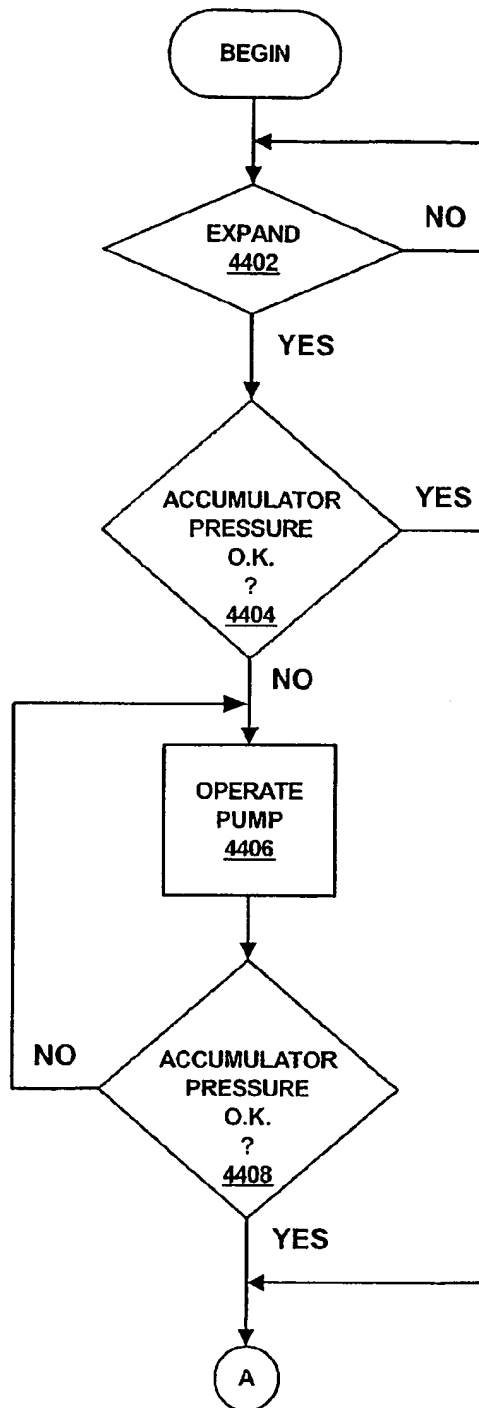 BEGIN
EXPAND
4402
NO
YES
ACCUMULATOR
PRESSURE
O.K.
?
4404
YES
NO
OPERATE
PUMP
4406
ACCUMULATOR
PRESSURE
O.K.
?
4408
NO
YES
A